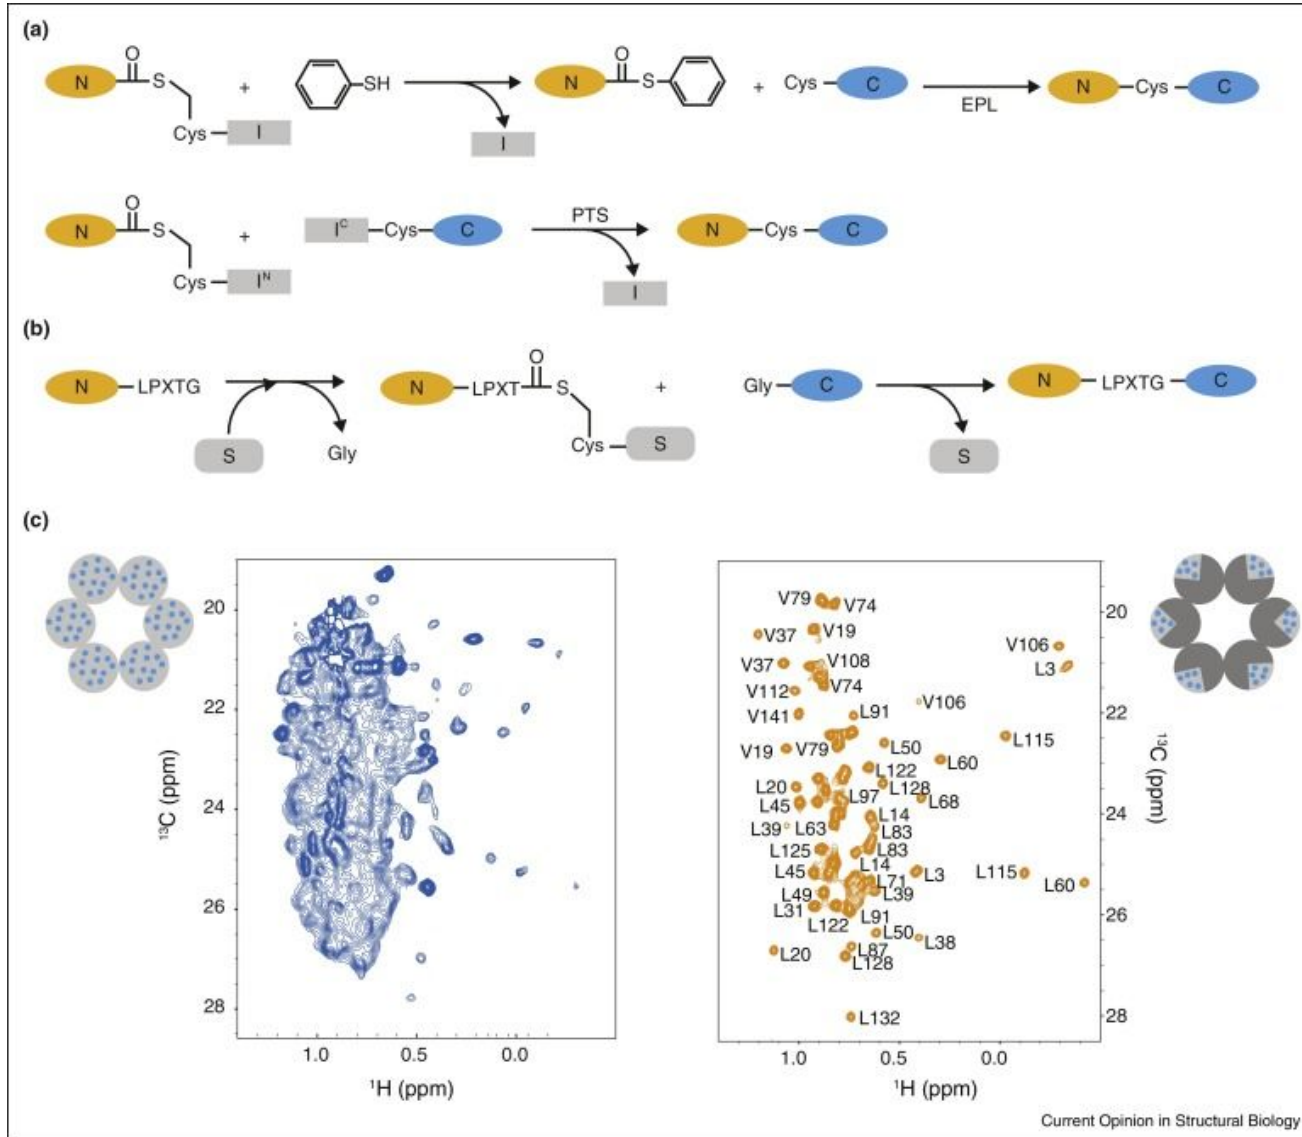 (a)
O
N S + SH N S + Cys C N Cys C
EPL
Cys I I
O
N S + I^C Cys C PTS N Cys C
Cys I^N I
(b)
O
N LPXTG N LPXT S + Gly C N LPXTG C
S Gly Cys S S
(c)
20
22
24
26
28
13C (ppm)
1.0 0.5 0.0
1H (ppm)
V79 V74
V37 V19
V106
V37 V108 L3
V112 V74 V106
V141 L91
L115
V19 V79 L50 L60
L20 L122 L128
L45 L97 L68
L39 L63 L14
L83
L125 L83
L45 L14 L3 L115
L49 L71 L39 L60
L31
L122 L91
L50 L38
L20 L87
L128
L132
20
22
24
26
28
13C (ppm)
1.0 0.5 0.0
1H (ppm)
Current Opinion in Structural Biology